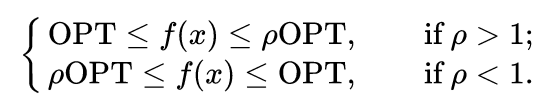 OPT ≤ f(x) ≤ ρOPT, if ρ > 1;
ρOPT ≤ f(x) ≤ OPT, if ρ < 1.